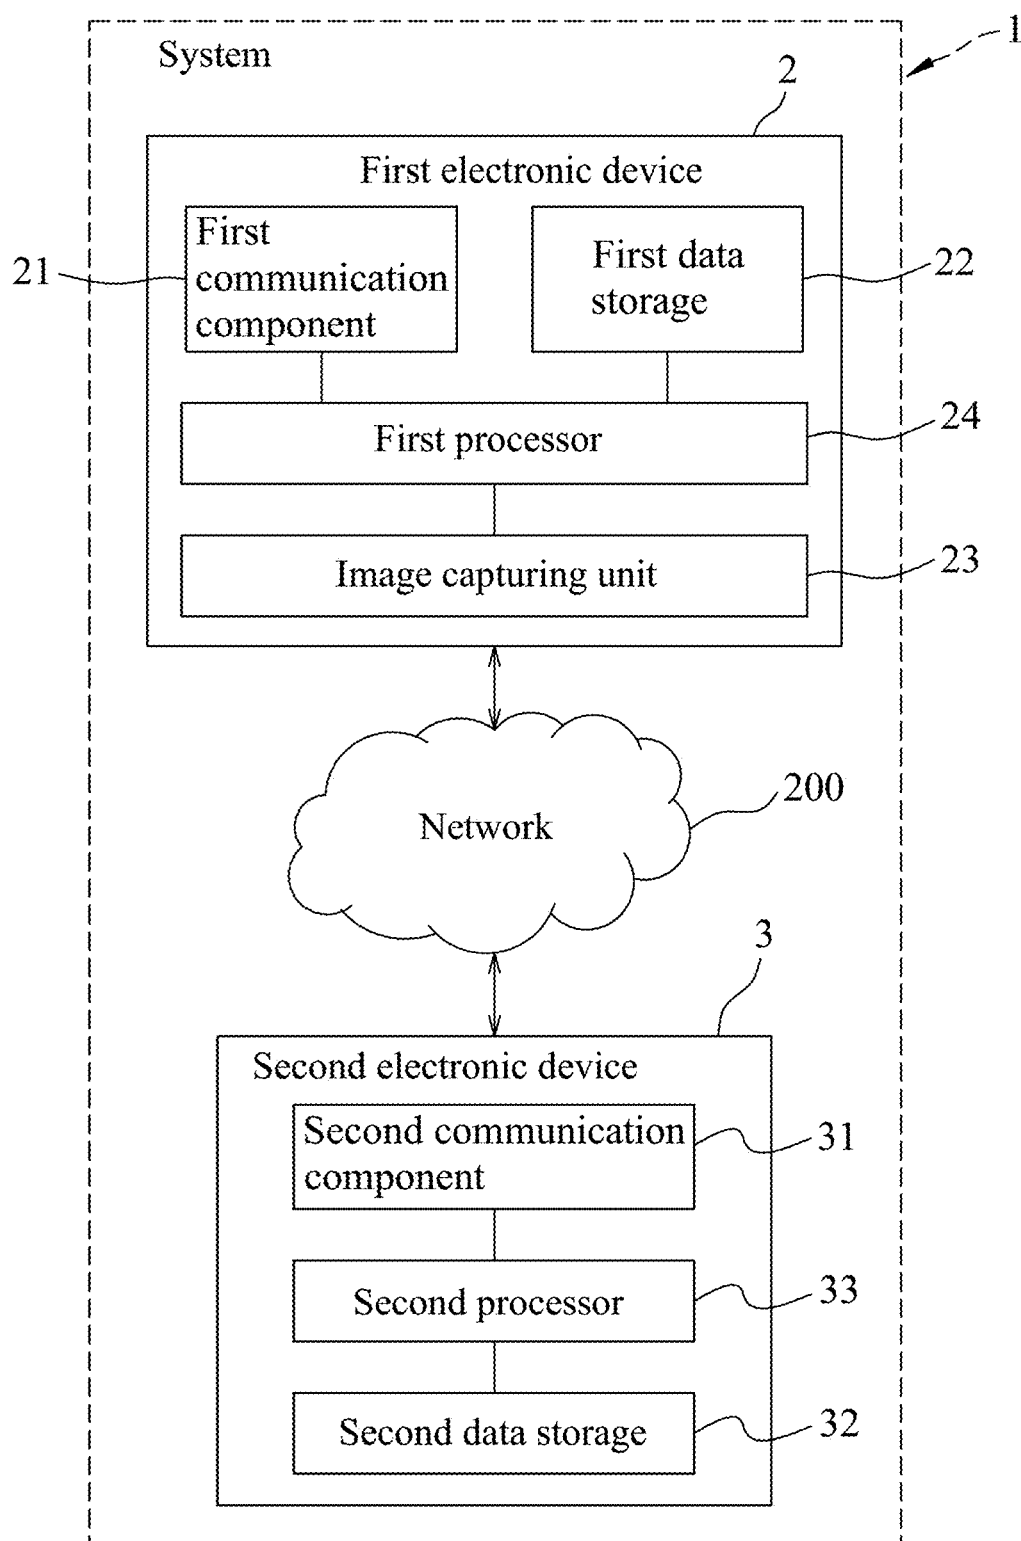 System
1
2
First electronic device
First
communication
component
21
First data
storage
22
First processor
24
Image capturing unit
23
Network
200
3
Second electronic device
Second communication
component
31
Second processor
33
Second data storage
32